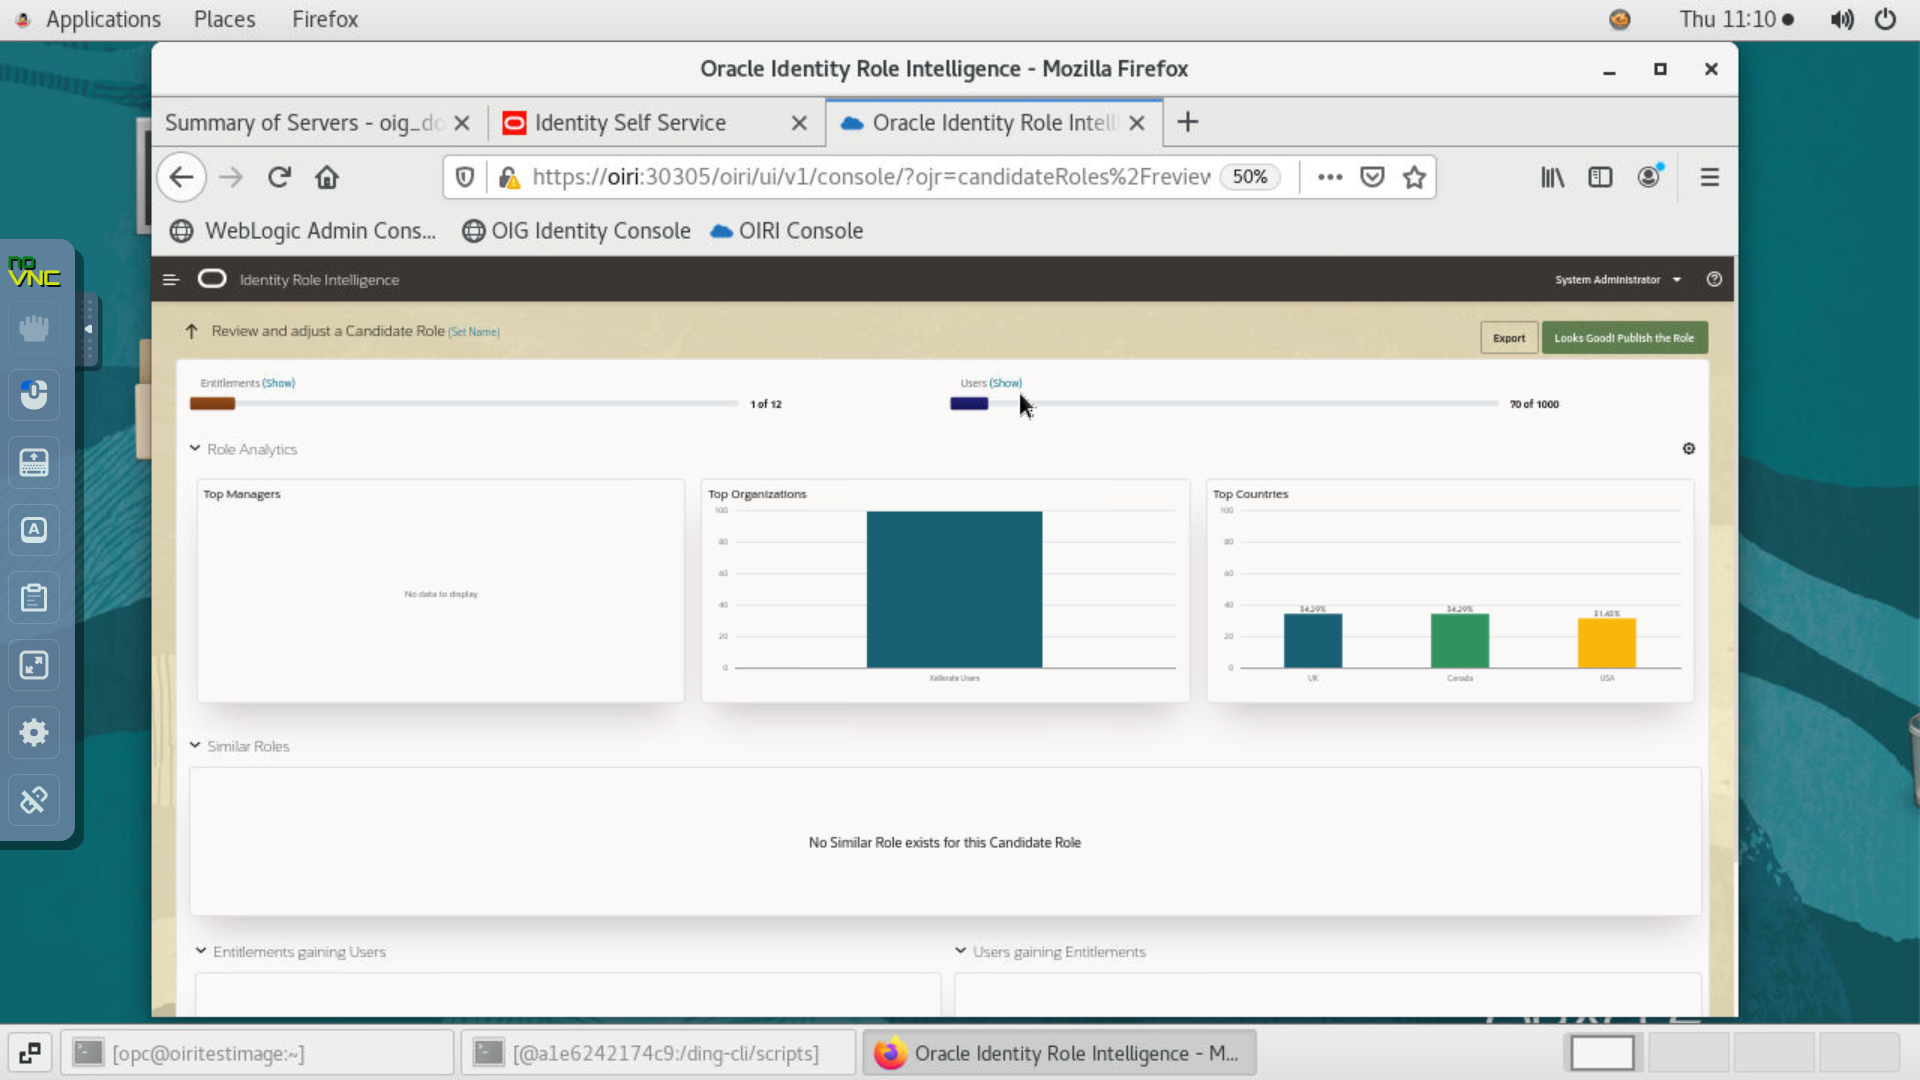 Applications Places Firefox Thu 11:10
Oracle Identity Role Intelligence - Mozilla Firefox
Summary of Servers - oig_do Identity Self Service Oracle Identity Role Intell
https://oiri:30305/oiri/ui/v1/console/?ojr=candidateRoles%2Freview 50%
WebLogic Admin Cons... OIG Identity Console OIRI Console
no
VNC
Identity Role Intelligence System Administrator
Review and adjust a Candidate Role (Set Name) Export Looks Good! Publish the Role
Entitlements (Show) Users (Show)
1 of 12 70 of 1000
Role Analytics
Top Managers Top Organizations Top Countries
100 100
80 80
60 60
No data to display
40 40
34.29% 34.29% 31.43%
20 20
0 0
Xellerate Users UK Canada USA
Similar Roles
No Similar Role exists for this Candidate Role
Entitlements gaining Users Users gaining Entitlements
[opc@oiritestimage:~] [@a1e6242174c9:/ding-cli/scripts] Oracle Identity Role Intelligence - M...